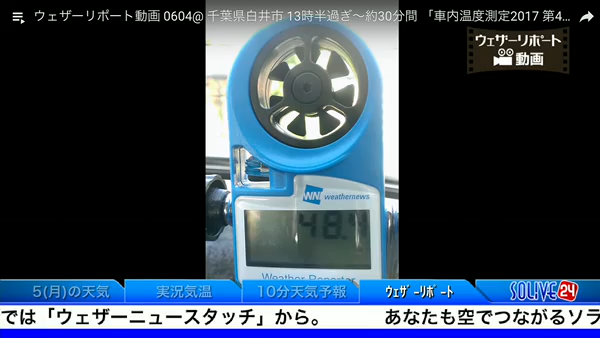 ウェザーリポート動画 0604@ 千葉県白井市 13時半過ぎ～約30分間 「車内温度測定2017 第4...
ウェザーリポート
動画
WNI weathernews
Weather Reporter
5(月)の天気 実況気温 10分天気予報 ｳｪｻﾞｰﾘﾎﾟｰﾄ SOLiVE24
では「ウェザーニュースタッチ」から。 あなたも空でつながるソラ